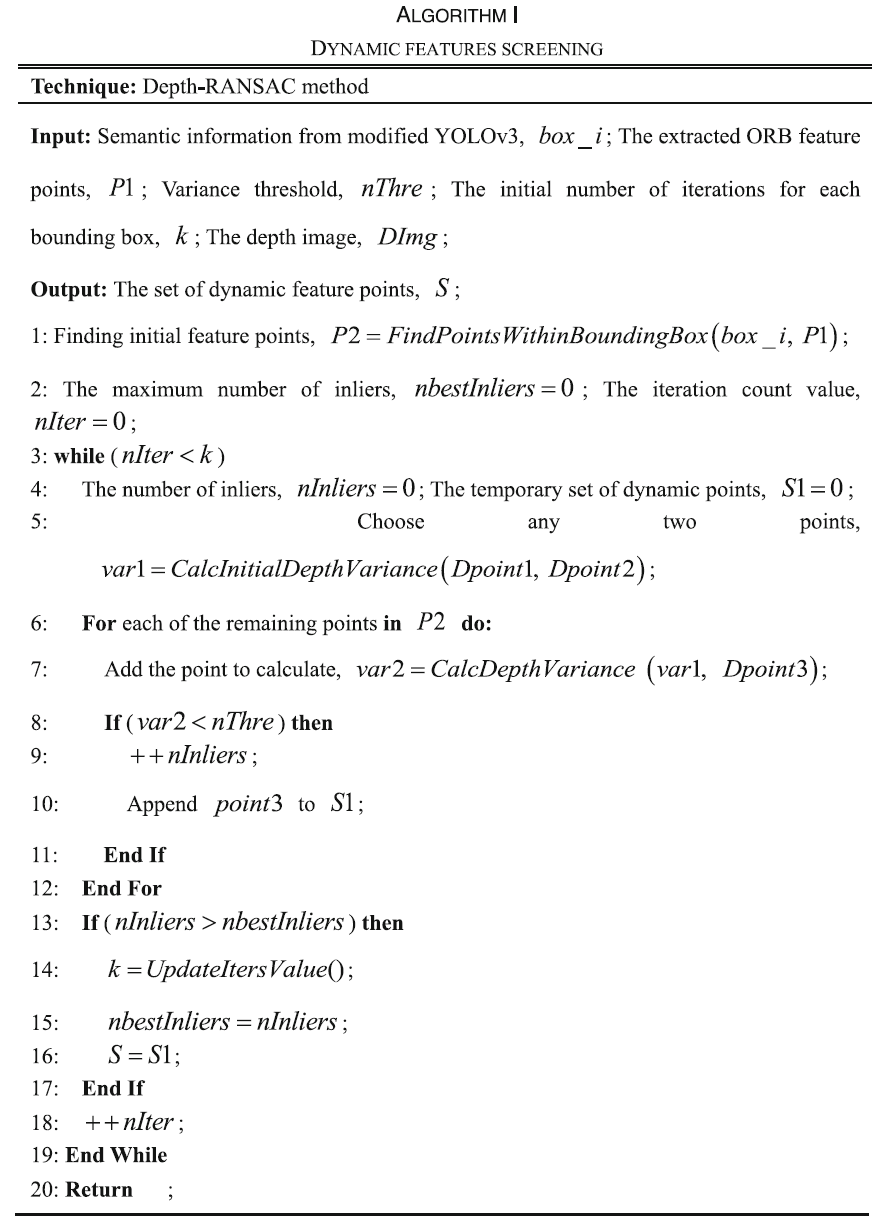 ALGORITHM I
DYNAMIC FEATURES SCREENING
Technique: Depth-RANSAC method
Input: Semantic information from modified YOLOv3, box_i; The extracted ORB feature
points, P1; Variance threshold, nThre; The initial number of iterations for each
bounding box, k; The depth image, DImg;
Output: The set of dynamic feature points, S;
1: Finding initial feature points, P2 = FindPointsWithinBoundingBox(box_i, P1);
2: The maximum number of inliers, nbestInliers = 0; The iteration count value,
nIter = 0;
3: while (nIter < k)
4: The number of inliers, nInliers = 0; The temporary set of dynamic points, S1 = 0;
5: Choose any two points,
var1 = CalcInitialDepthVariance(Dpoint1, Dpoint2);
6: For each of the remaining points in P2 do:
7: Add the point to calculate, var2 = CalcDepthVariance (var1, Dpoint3);
8: If (var2 < nThre) then
9: ++nInliers;
10: Append point3 to S1;
11: End If
12: End For
13: If (nInliers > nbestInliers) then
14: k = UpdateItersValue();
15: nbestInliers = nInliers;
16: S = S1;
17: End If
18: ++nIter;
19: End While
20: Return ;